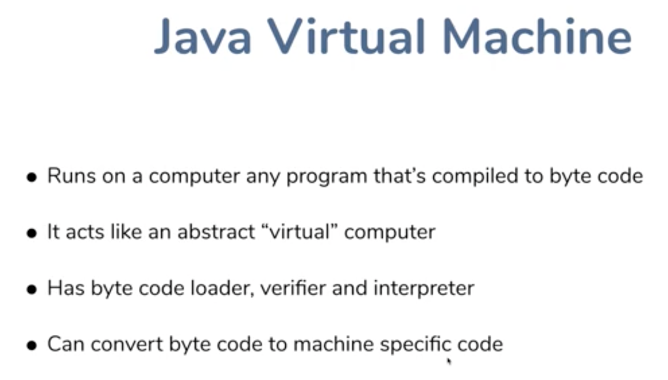 Java Virtual Machine
● Runs on a computer any program that's compiled to byte code
● It acts like an abstract “virtual” computer
● Has byte code loader, verifier and interpreter
● Can convert byte code to machine specific code